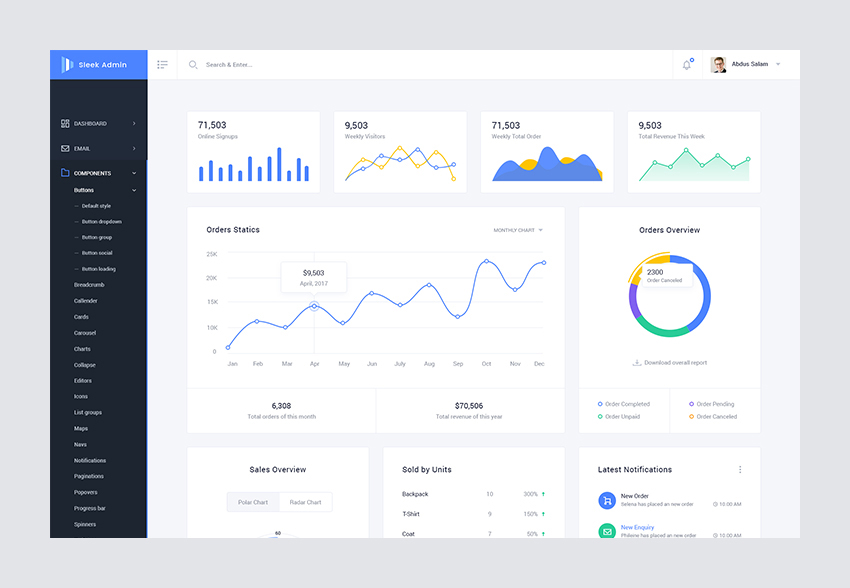 Sleek Admin
Search & Enter...
Abdus Salam
DASHBOARD
EMAIL
COMPONENTS
Buttons
Default style
Button dropdown
Button group
Button social
Button loading
Breadcrumb
Callender
Cards
Carousel
Charts
Collapse
Editors
Icons
List groups
Maps
Navs
Notifications
Paginations
Popovers
Progress bar
Spinners
71,503
Online Signups
9,503
Weekly Visitors
71,503
Weekly Total Order
9,503
Total Revenue This Week
Orders Statics
MONTHLY CHART
25K
20K
15K
10K
0
$9,503
April, 2017
Jan Feb Mar Apr May Jun July Aug Sep Oct Nov Dec
6,308
Total orders of this month
$70,506
Total revenue of this year
Orders Overview
2300
Order Canceled
Download overall report
Order Completed
Order Pending
Order Unpaid
Order Canceled
Sales Overview
Polar Chart
Radar Chart
60
Sold by Units
Backpack 10 300%
T-Shirt 9 150%
Coat 7 50%
Latest Notifications
New Order
Selena has placed an new order 10:00 AM
New Enquiry
Philiene has placed an new order 10:00 AM